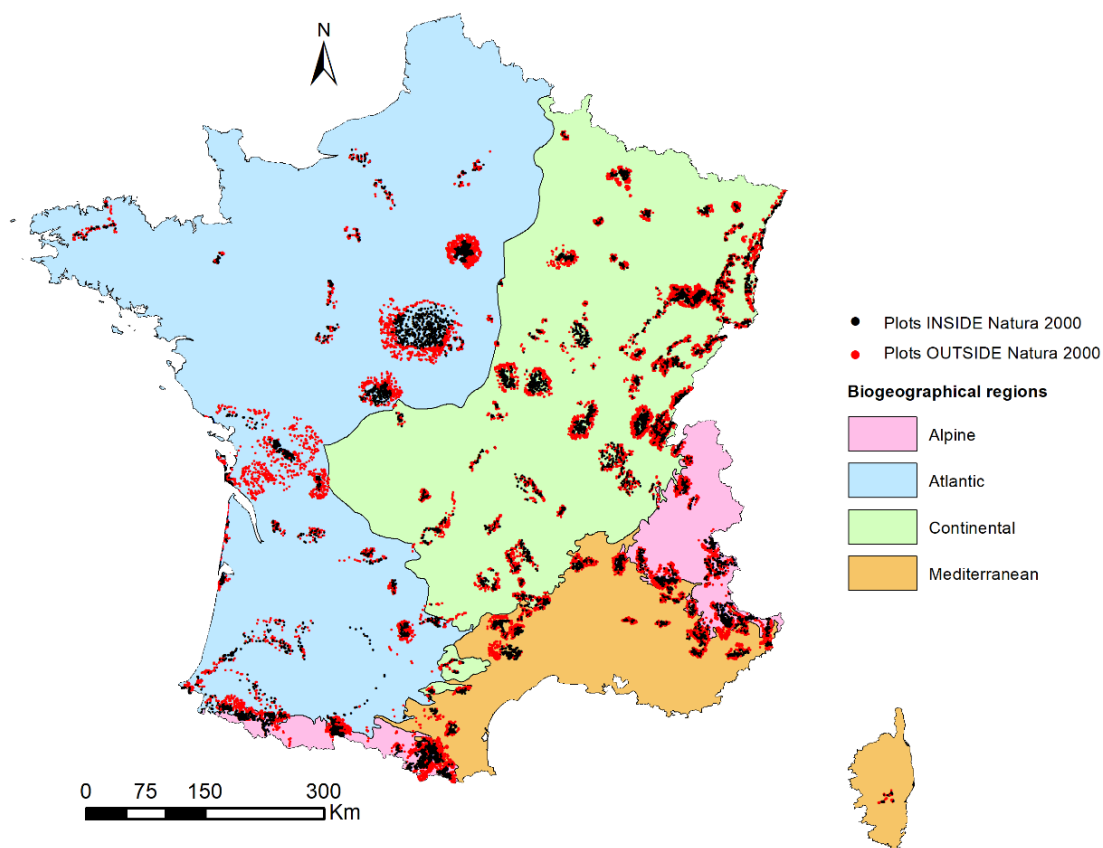 N
Plots INSIDE Natura 2000
Plots OUTSIDE Natura 2000
Biogeographical regions
Alpine
Atlantic
Continental
Mediterranean
0 75 150 300
Km